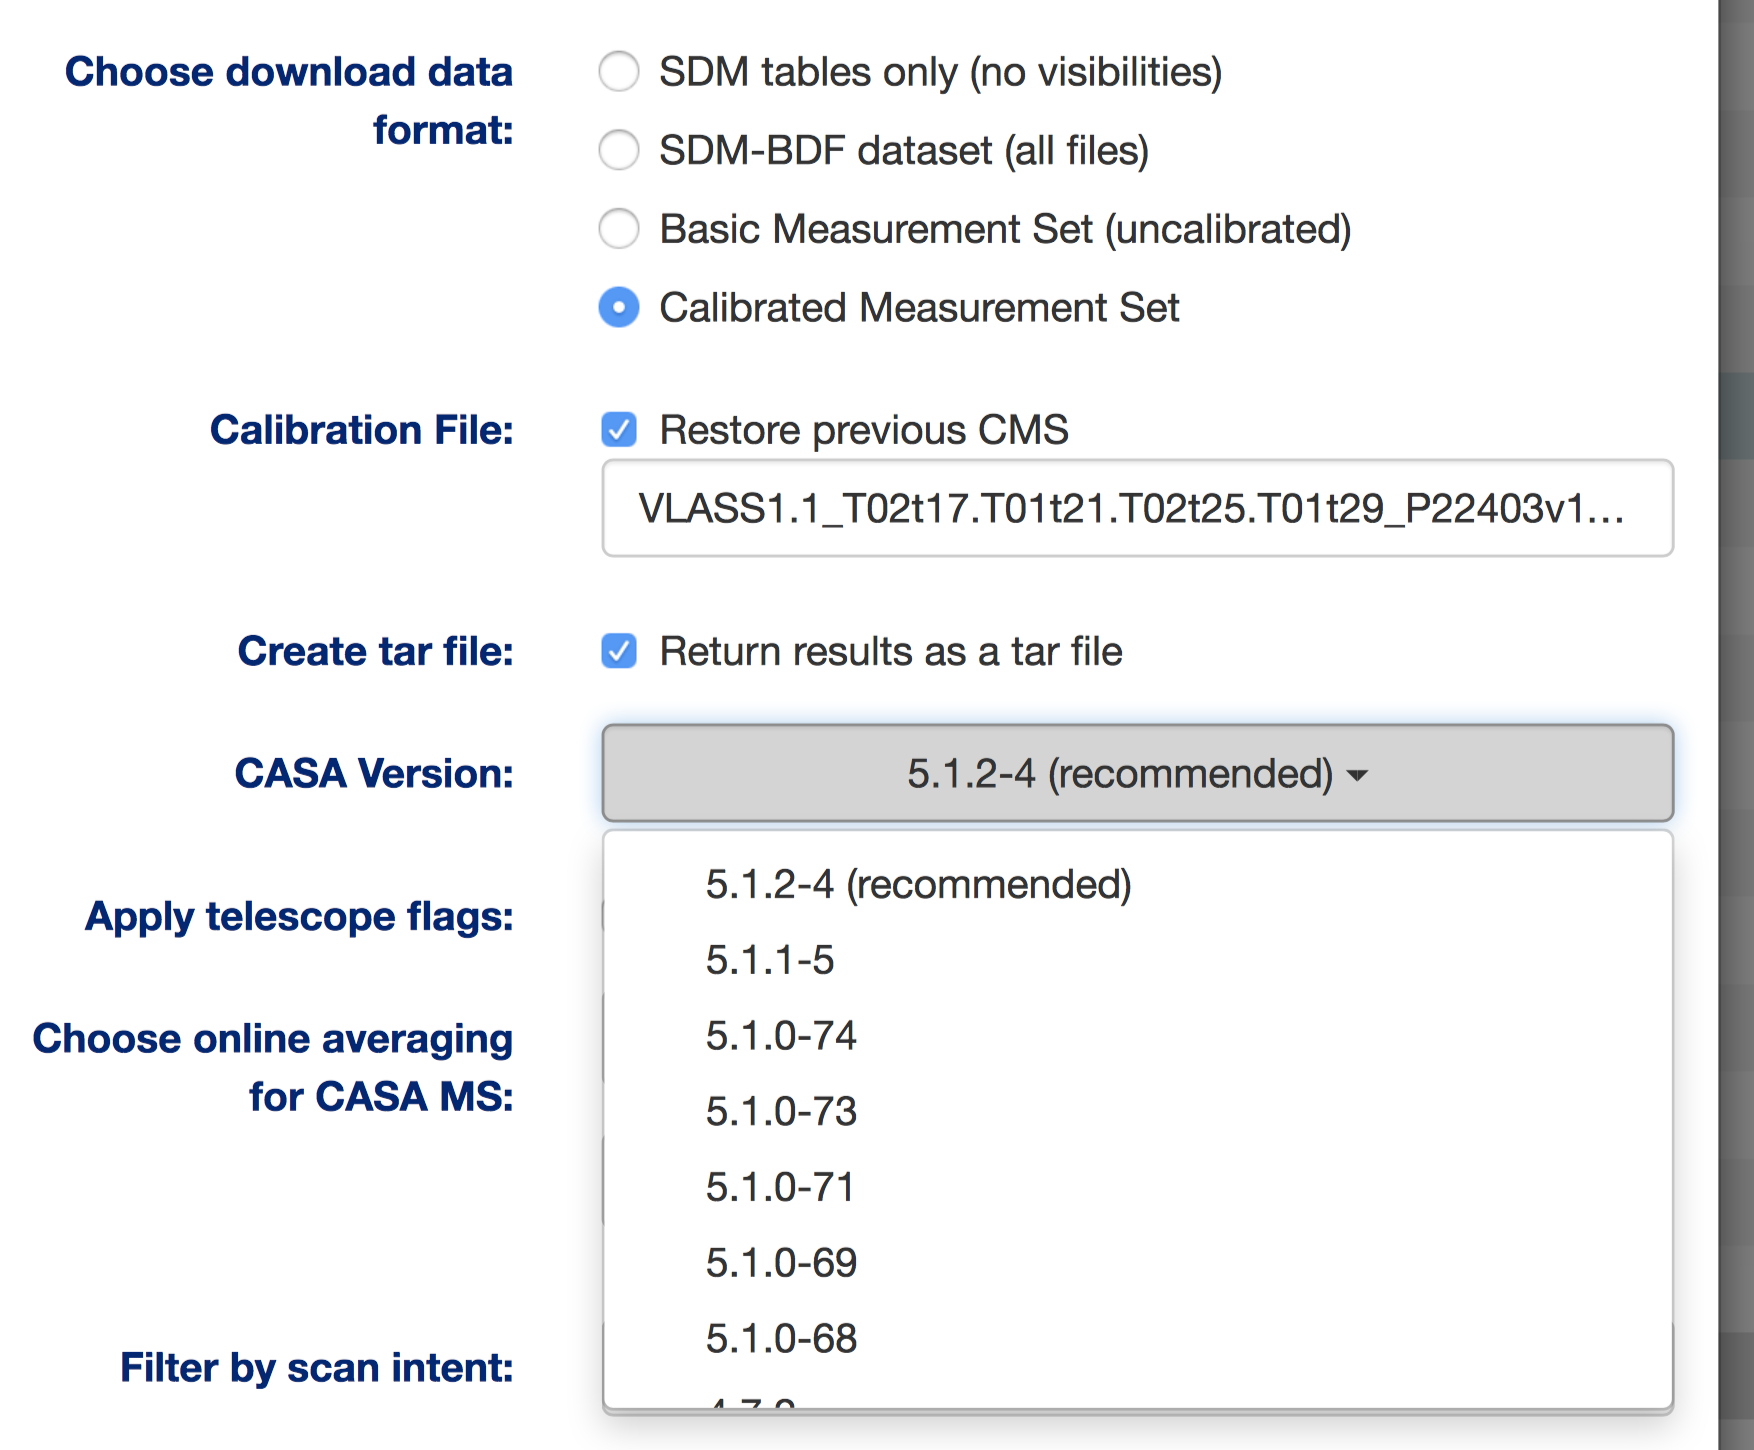 Choose download data
format:
SDM tables only (no visibilities)
SDM-BDF dataset (all files)
Basic Measurement Set (uncalibrated)
Calibrated Measurement Set
Calibration File:
Restore previous CMS
VLASS1.1_T02t17.T01t21.T02t25.T01t29_P22403v1...
Create tar file:
Return results as a tar file
CASA Version:
5.1.2-4 (recommended)
5.1.2-4 (recommended)
5.1.1-5
5.1.0-74
5.1.0-73
5.1.0-71
5.1.0-69
5.1.0-68
Apply telescope flags:
Choose online averaging
for CASA MS:
Filter by scan intent: